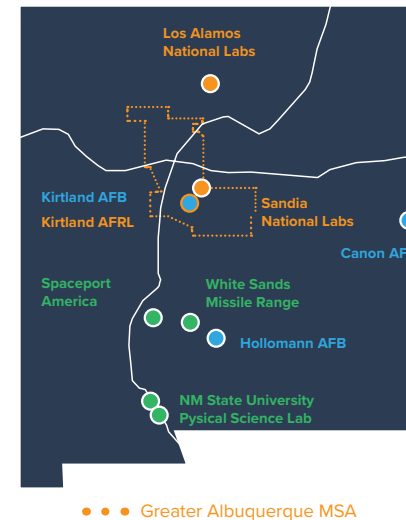 Los Alamos
National Labs
Kirtland AFB
Kirtland AFRL
Sandia
National Labs
Canon AF
Spaceport
America
White Sands
Missile Range
Hollomann AFB
NM State University
Pysical Science Lab
Greater Albuquerque MSA